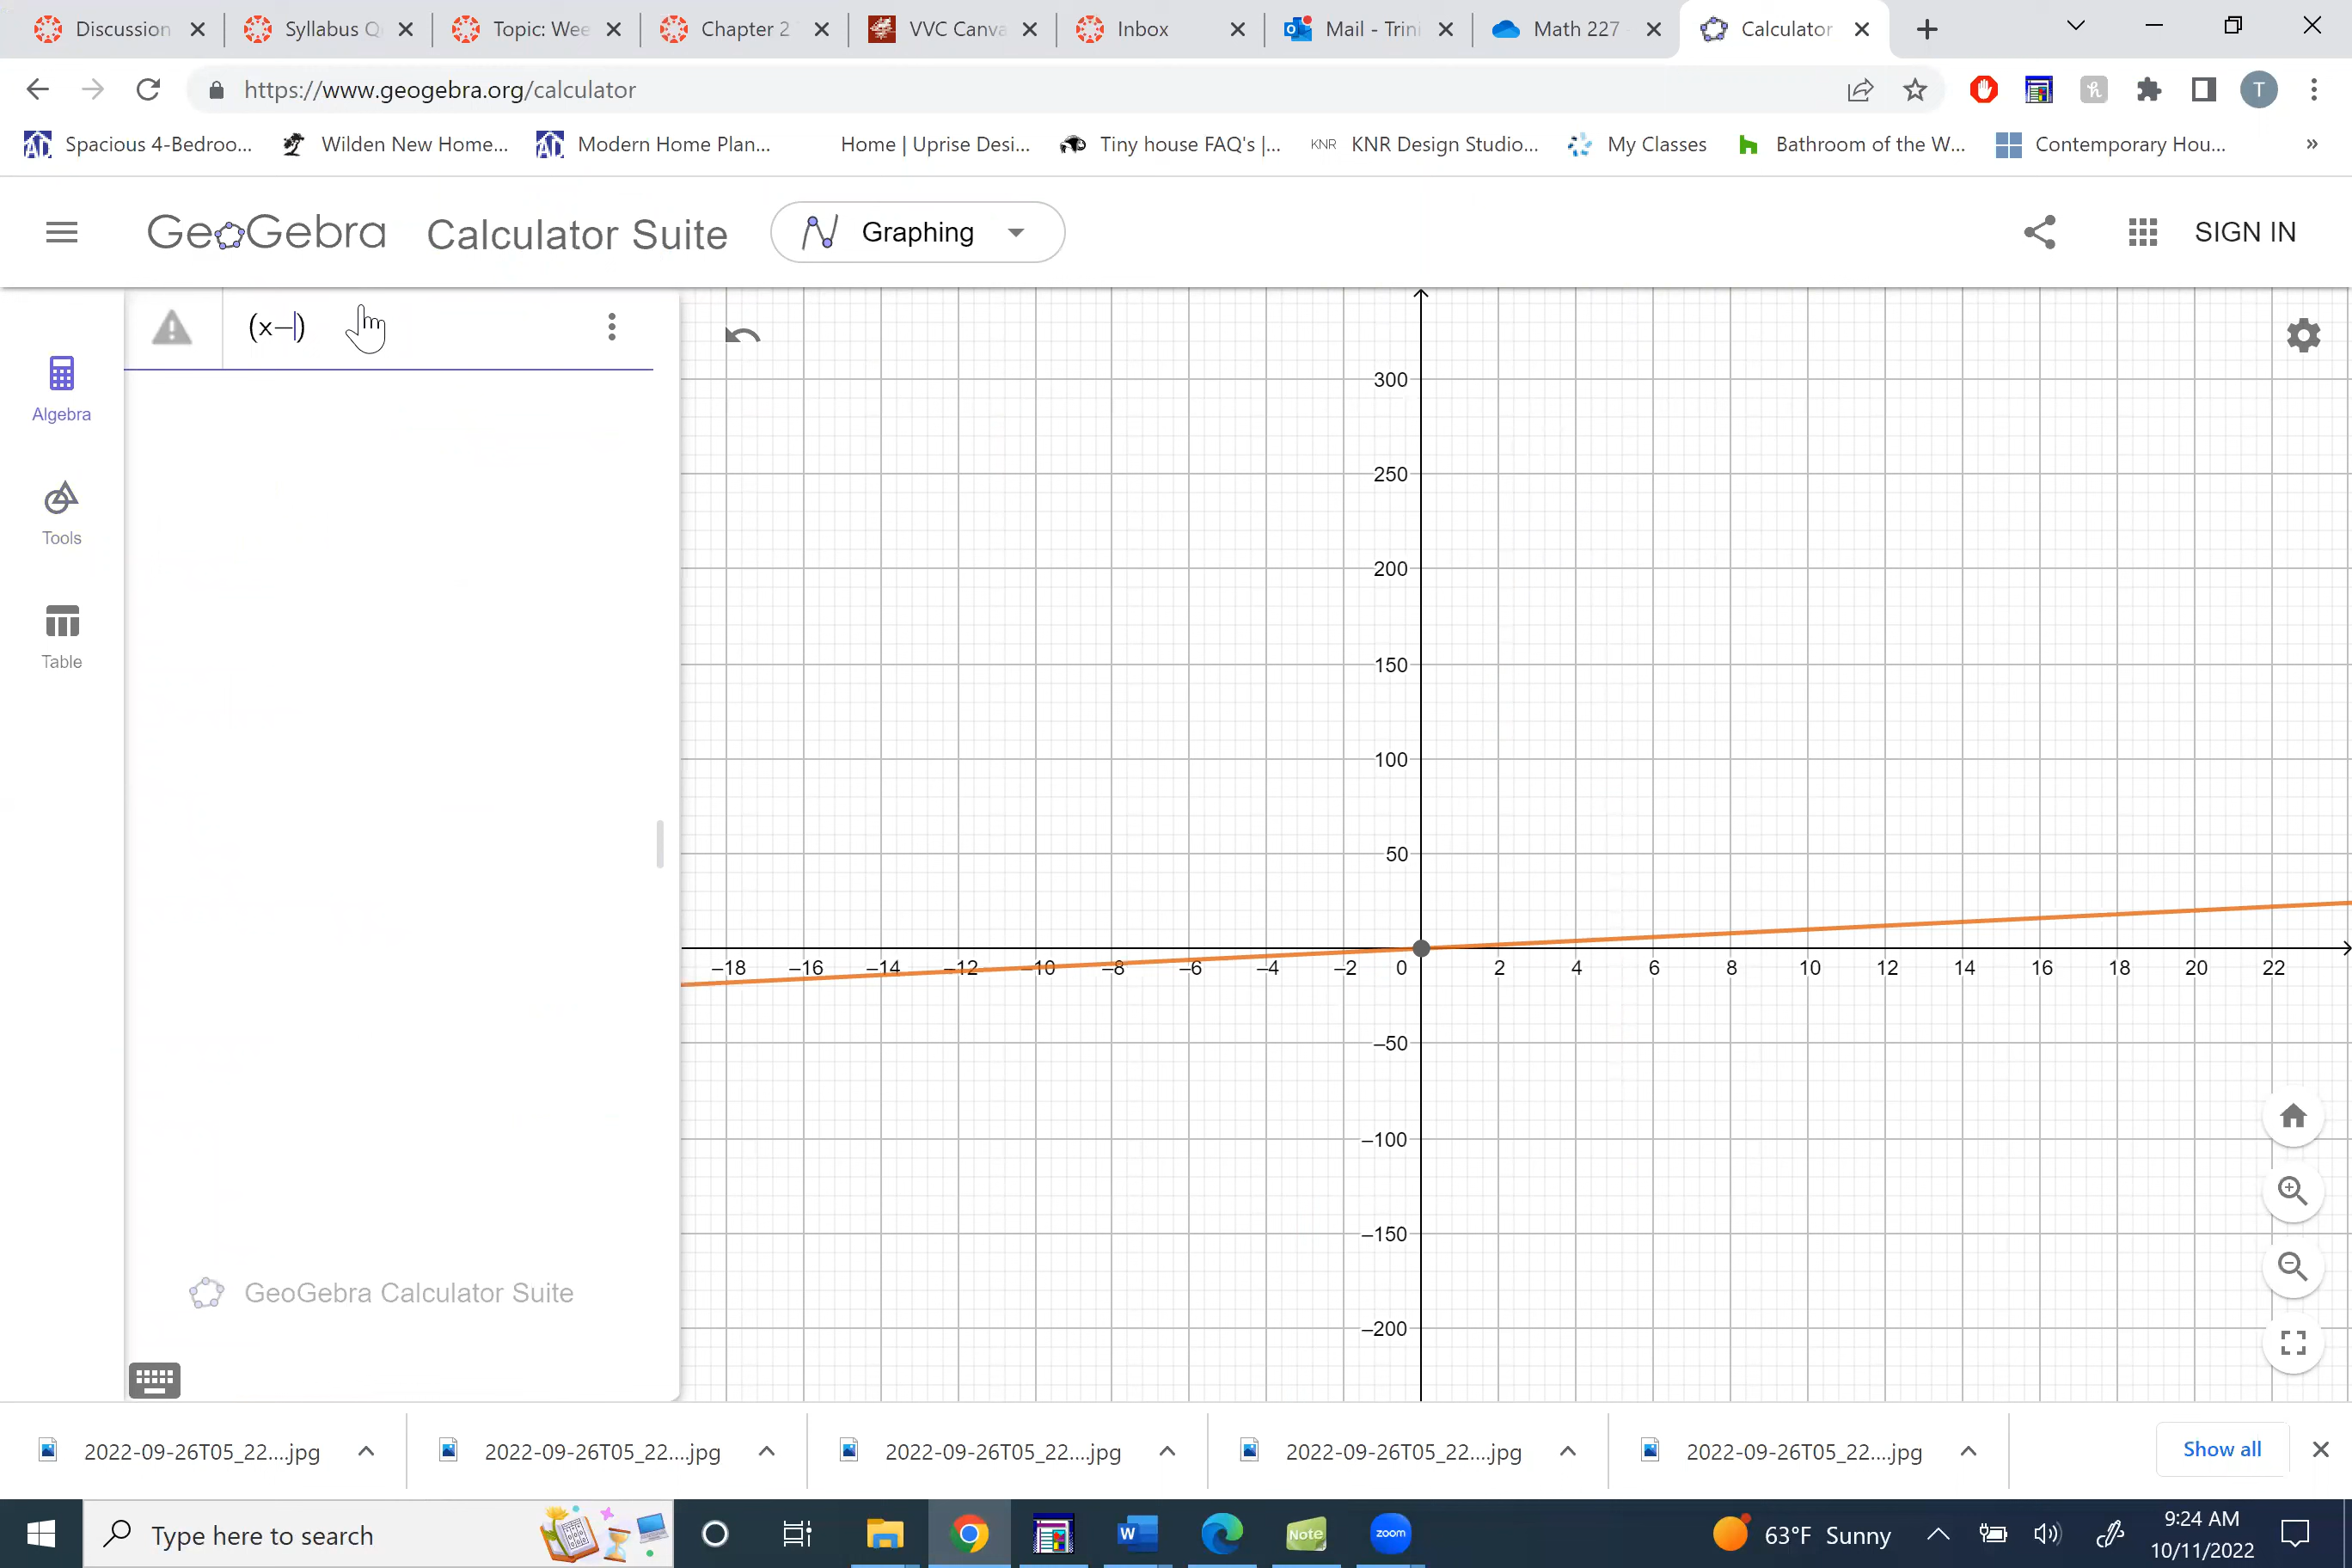 Discussion
Syllabus Q
Topic: Wee
Chapter 2
VVC Canva
Inbox
Mail - Trini
Math 227
Calculator
https://www.geogebra.org/calculator
T
Spacious 4-Bedroo...
Wilden New Home...
Modern Home Plan...
Home | Uprise Desi...
Tiny house FAQ's |...
KNR KNR Design Studio...
My Classes
Bathroom of the W...
Contemporary Hou...
»
GeoGebra Calculator Suite
Graphing
SIGN IN
(x–)
Algebra
Tools
Table
300
250
200
150
100
50
–18 –16 –14 –12 –10 –8 –6 –4 –2 0 2 4 6 8 10 12 14 16 18 20 22
–50
–100
–150
–200
GeoGebra Calculator Suite
2022-09-26T05_22....jpg
2022-09-26T05_22....jpg
2022-09-26T05_22....jpg
2022-09-26T05_22....jpg
2022-09-26T05_22....jpg
Show all
Type here to search
W
Note
zoom
63°F Sunny
9:24 AM
10/11/2022